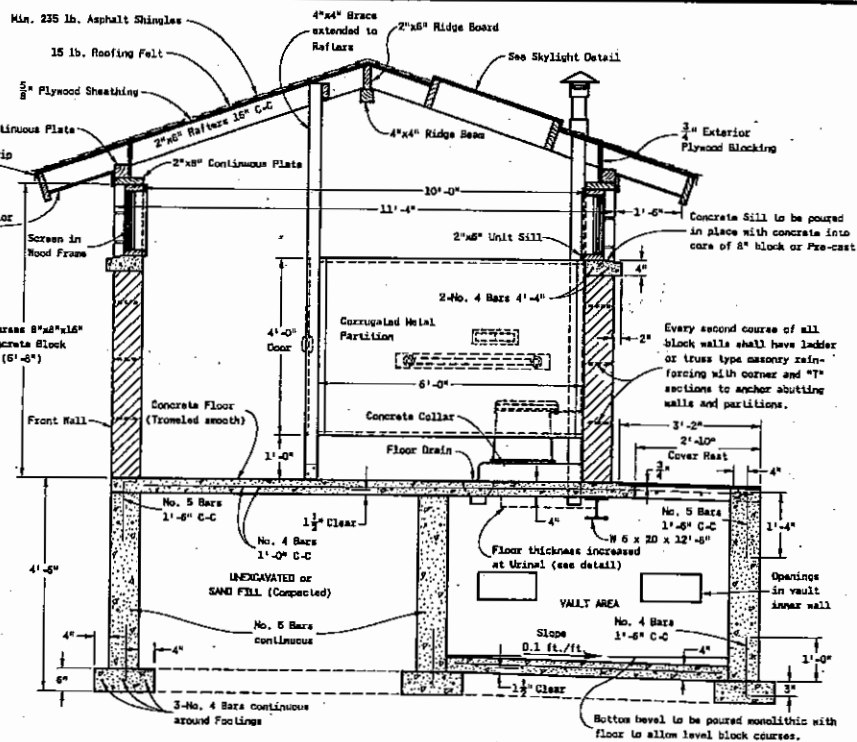 Min. 235 lb. Asphalt Shingles
15 lb. Roofing Felt
5/8" Plywood Sheathing
2"x6" Rafters 16" C-C
4"x4" Brace
extended to
Rafters
2"x6" Ridge Board
See Skylight Detail
4"x4" Ridge Beam
3/4" Exterior
Plywood Blocking
tinuous Plate
ip
2"x8" Continuous Plate
or
Screen in
Wood Frame
10'-0"
11'-4"
1'-6"
2"x6" Unit Sill
Concrete Sill to be poured
in place with concrete into
core of 8" block or Pre-cast
4"
2-No. 4 Bars 4'-4"
2"
4'-0"
Door
Corrugated Metal
Partition
6'-0"
Every second course of all
block walls shall have ladder
or truss type masonry rein-
forcing with corner and "T"
sections to anchor abutting
walls and partitions.
urses 8"x8"x16"
ncrete Block
(6'-8")
Front Wall
Concrete Floor
(Troweled smooth)
Concrete Collar
Floor Drain
1'-0"
3'-2"
2'-10"
Cover Rest
3/4"
4"
No. 5 Bars
1'-6" C-C
No. 4 Bars
1'-0" C-C
1 1/2" Clear
4"
W 6 x 20 x 12'-6"
Floor thickness increased
at Urinal (see detail)
No. 5 Bars
1'-6" C-C
1'-4"
4'-6"
UNEXCAVATED or
SAND FILL (Compacted)
VAULT AREA
Openings
in vault
inner wall
No. 5 Bars
continuous
No. 4 Bars
1'-6" C-C
Slope
0.1 ft./ft.
4"
4"
4"
1'-0"
6"
3"
1 1/2" Clear
3-No. 4 Bars continuous
around Footings
Bottom bevel to be poured monolithic with
floor to allow level block courses.